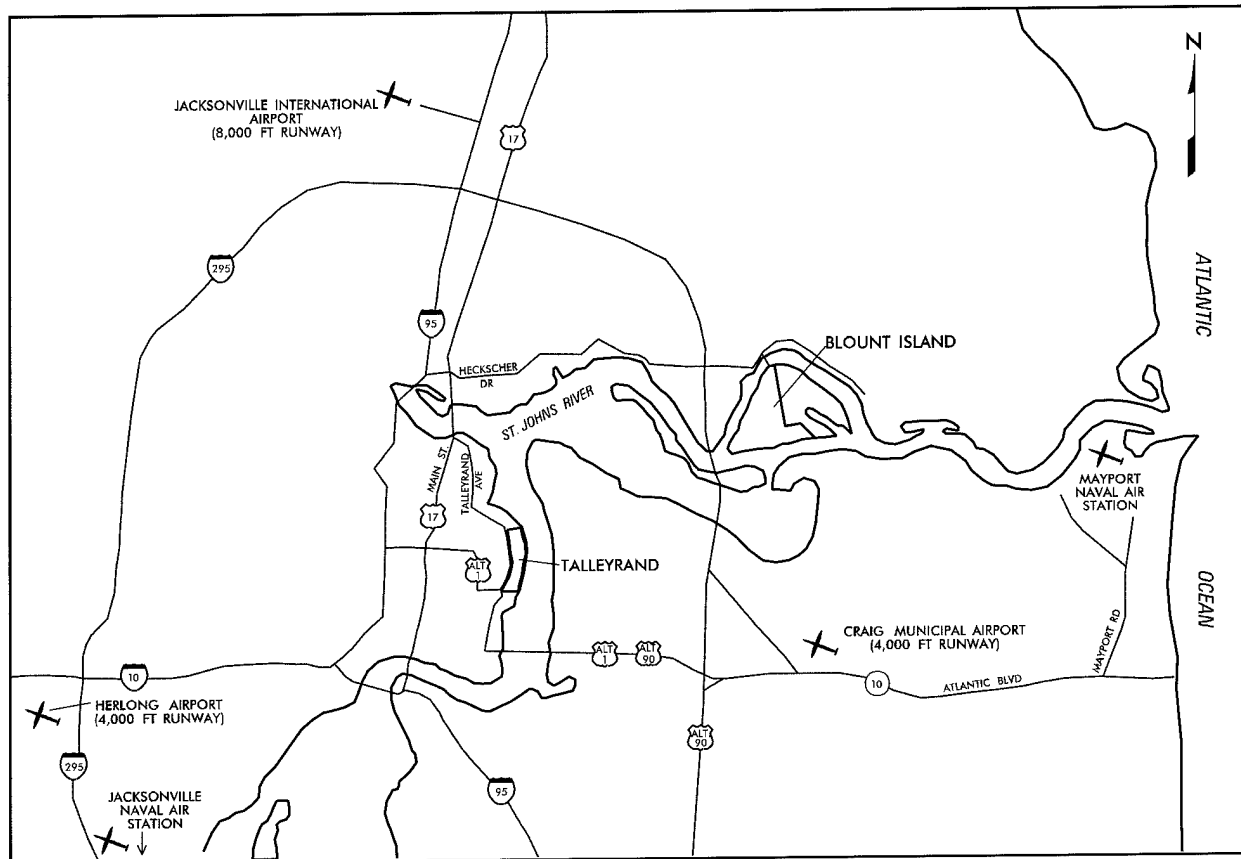 N
JACKSONVILLE INTERNATIONAL
AIRPORT
(8,000 FT RUNWAY)
17
295
ATLANTIC
95
BLOUNT ISLAND
HECKSCHER
DR
ST. JOHNS RIVER
MAIN ST.
TALLEYRAND
AVE
MAYPORT
NAVAL AIR
STATION
17
ALT
1
TALLEYRAND
OCEAN
CRAIG MUNICIPAL AIRPORT
(4,000 FT RUNWAY)
MAYPORT RD
ALT
1
ALT
90
10
10
ATLANTIC BLVD
HERLONG AIRPORT
(4,000 FT RUNWAY)
ALT
90
295
95
JACKSONVILLE
NAVAL AIR
STATION